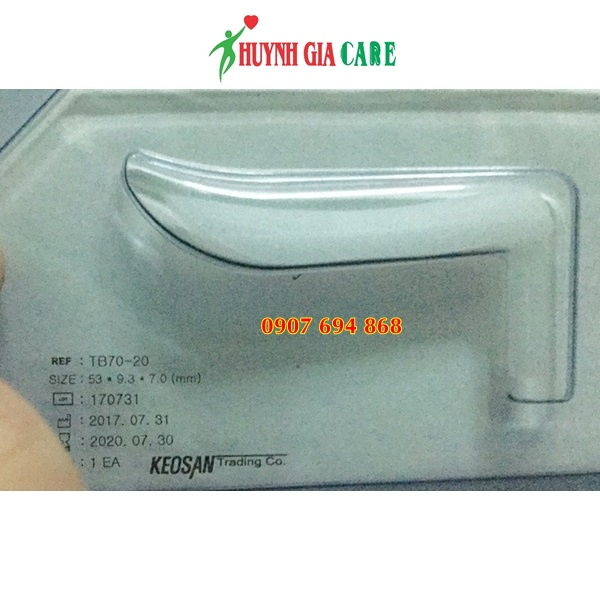 HUYNH GIA CARE
0907 694 868
REF : TB70-20
SIZE : 53 * 9.3 * 7.0 (mm)
LOT : 170731
: 2017. 07. 31
: 2020. 07. 30
: 1 EA
KEOSAN Trading Co.